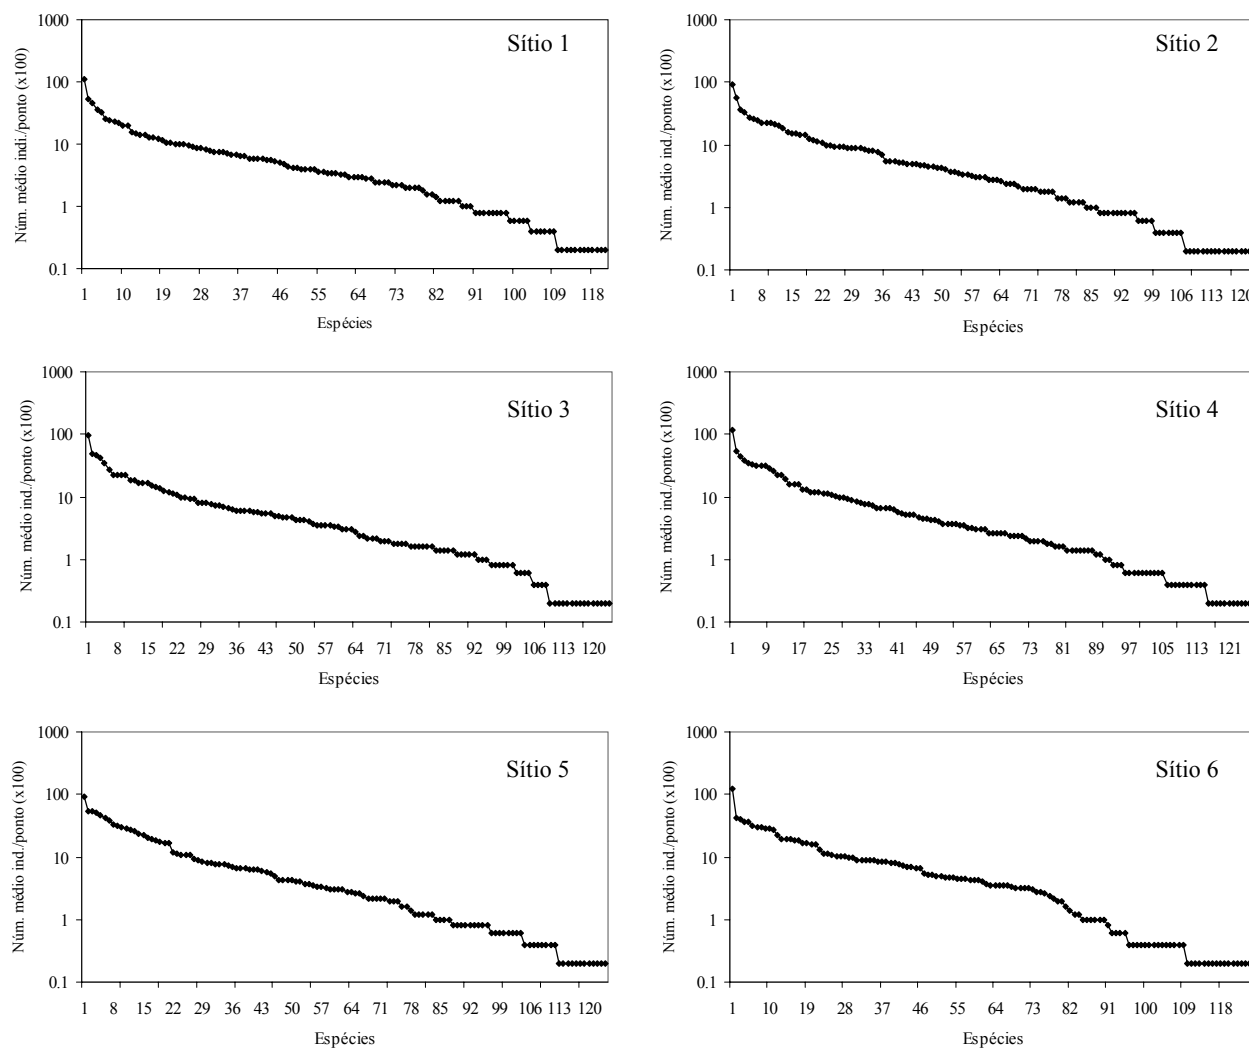 Sítio 1
Núm. médio indi./ponto (x100)
1000
100
10
1
0.1
1 10 19 28 37 46 55 64 73 82 91 100 109 118
Espécies
Sítio 2
Núm. médio ind./ponto (x100)
1000
100
10
1
0.1
1 8 15 22 29 36 43 50 57 64 71 78 85 92 99 106 113 120
Espécies
Sítio 3
Núm. médio ind./ponto (x100)
1000
100
10
1
0.1
1 8 15 22 29 36 43 50 57 64 71 78 85 92 99 106 113 120
Espécies
Sítio 4
Núm. médio ind./ponto (x100)
1000
100
10
1
0.1
1 9 17 25 33 41 49 57 65 73 81 89 97 105 113 121
Espécies
Sítio 5
Núm. médio ind./ponto (x100)
1000
100
10
1
0.1
1 8 15 22 29 36 43 50 57 64 71 78 85 92 99 106 113 120
Espécies
Sítio 6
Núm. médio ind./ponto (x100)
1000
100
10
1
0.1
1 10 19 28 37 46 55 64 73 82 91 100 109 118
Espécies